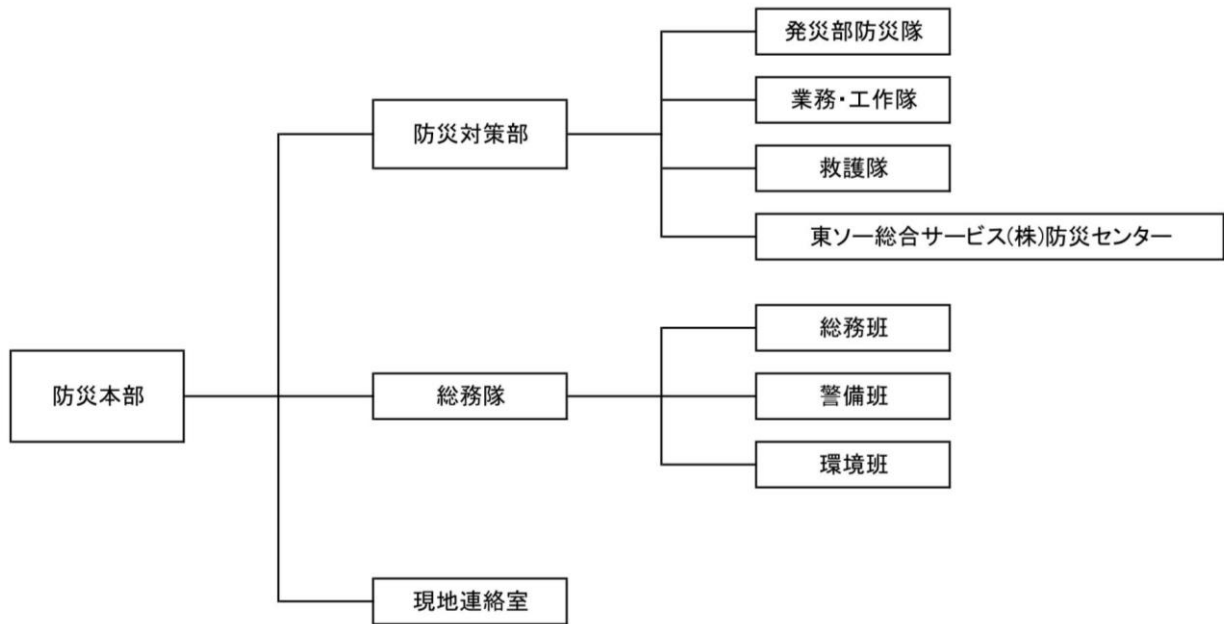 発災部防災隊
業務・工作隊
防災対策部
救護隊
東ソー総合サービス(株)防災センター
総務班
防災本部
総務隊
警備班
環境班
現地連絡室